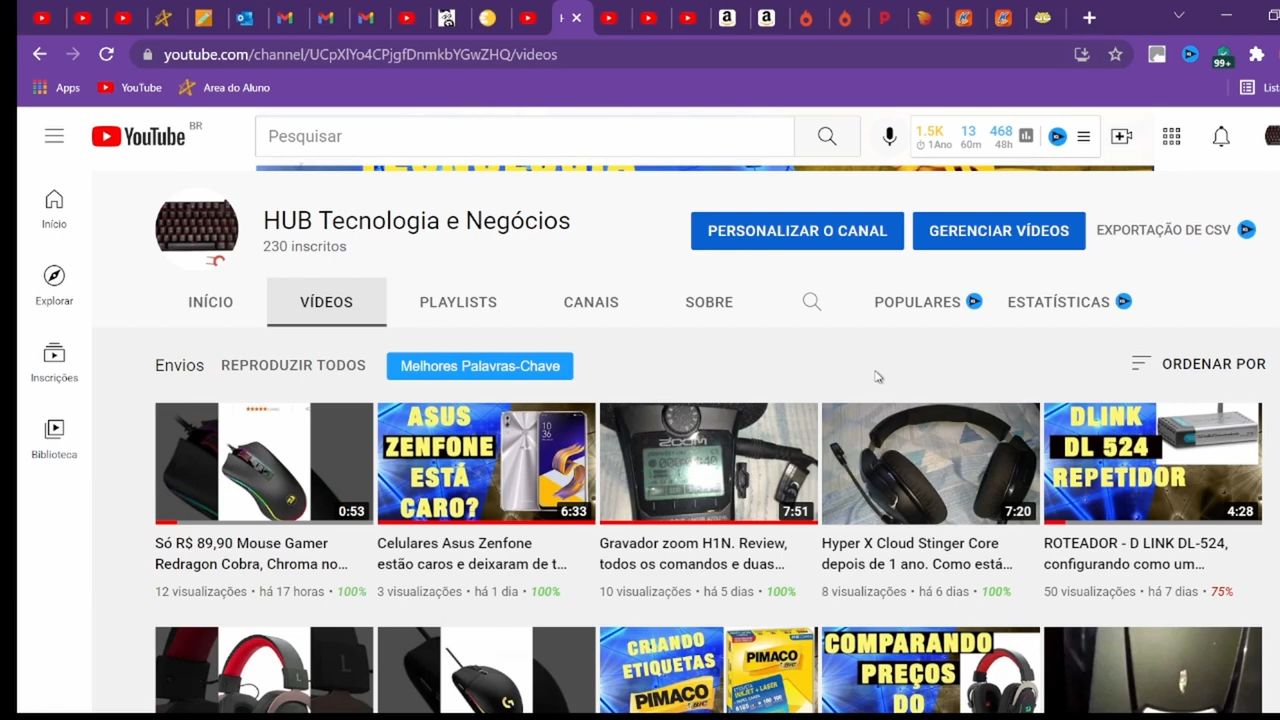 youtube.com/channel/UCpXlYo4CPjgfDnmkbYGwZHQ/videos
99+
Apps
YouTube
Area do Aluno
List
YouTube BR
Pesquisar
1.5K 13 468
1Ano 60m 48h
HUB Tecnologia e Negócios
230 inscritos
PERSONALIZAR O CANAL
GERENCIAR VÍDEOS
EXPORTAÇÃO DE CSV
Início
Explorar
Inscrições
Biblioteca
INÍCIO
VÍDEOS
PLAYLISTS
CANAIS
SOBRE
POPULARES
ESTATÍSTICAS
Envios
REPRODUZIR TODOS
Melhores Palavras-Chave
ORDENAR POR
0:53
ASUS
ZENFONE
ESTÁ
CARO?
6:33
ZOOM
7:51
7:20
DLINK
DL 524
REPETIDOR
4:28
Só R$ 89,90 Mouse Gamer
Redragon Cobra, Chroma no...
12 visualizações • há 17 horas • 100%
Celulares Asus Zenfone
estão caros e deixaram de t...
3 visualizações • há 1 dia • 100%
Gravador zoom H1N. Review,
todos os comandos e duas...
10 visualizações • há 5 dias • 100%
Hyper X Cloud Stinger Core
depois de 1 ano. Como está...
8 visualizações • há 6 dias • 100%
ROTEADOR - D LINK DL-524,
configurando como um...
50 visualizações • há 7 dias • 75%
L
CRIANDO
ETIQUETAS
PIMACO
PIMACO
BIC
INKJET + LASER
COMPARANDO
PREÇOS
DO